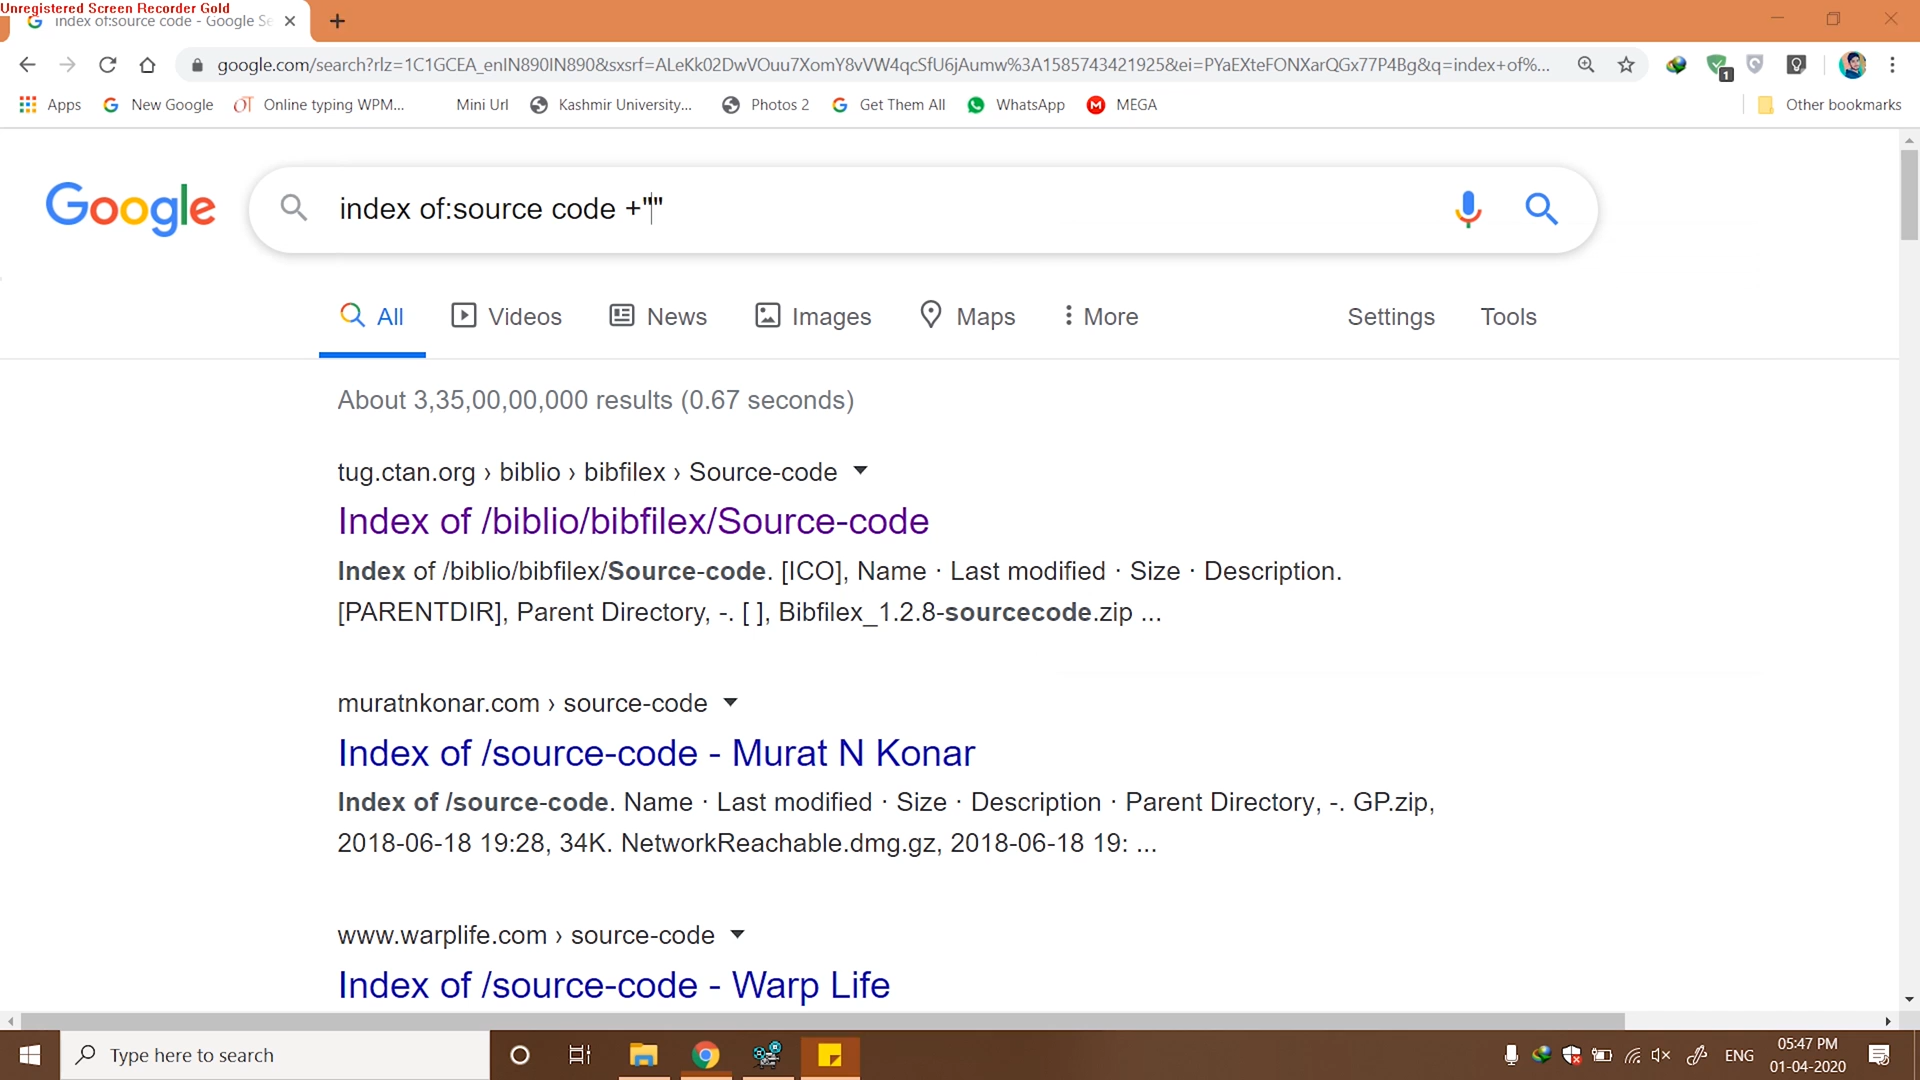 Unregistered Screen Recorder Gold
index of:source code - Google Se
google.com/search?rlz=1C1GCEA_enIN890IN890&sxsrf=ALeKk02DwVOuu7XomY8vVW4qcSfU6jAumw%3A1585743421925&ei=PYaEXteFONXarQGx77P4Bg&q=index+of%...
1
Apps
New Google
Online typing WPM...
Mini Url
Kashmir University...
Photos 2
Get Them All
WhatsApp
MEGA
Other bookmarks
Google
index of:source code +""
All
Videos
News
Images
Maps
More
Settings
Tools
About 3,35,00,00,000 results (0.67 seconds)
tug.ctan.org › biblio › bibfilex › Source-code
Index of /biblio/bibfilex/Source-code
Index of /biblio/bibfilex/Source-code. [ICO], Name · Last modified · Size · Description.
[PARENTDIR], Parent Directory, -. [ ], Bibfilex_1.2.8-sourcecode.zip ...
muratnkonar.com › source-code
Index of /source-code - Murat N Konar
Index of /source-code. Name · Last modified · Size · Description · Parent Directory, -. GP.zip,
2018-06-18 19:28, 34K. NetworkReachable.dmg.gz, 2018-06-18 19: ...
www.warplife.com › source-code
Index of /source-code - Warp Life
Type here to search
ENG
05:47 PM
01-04-2020